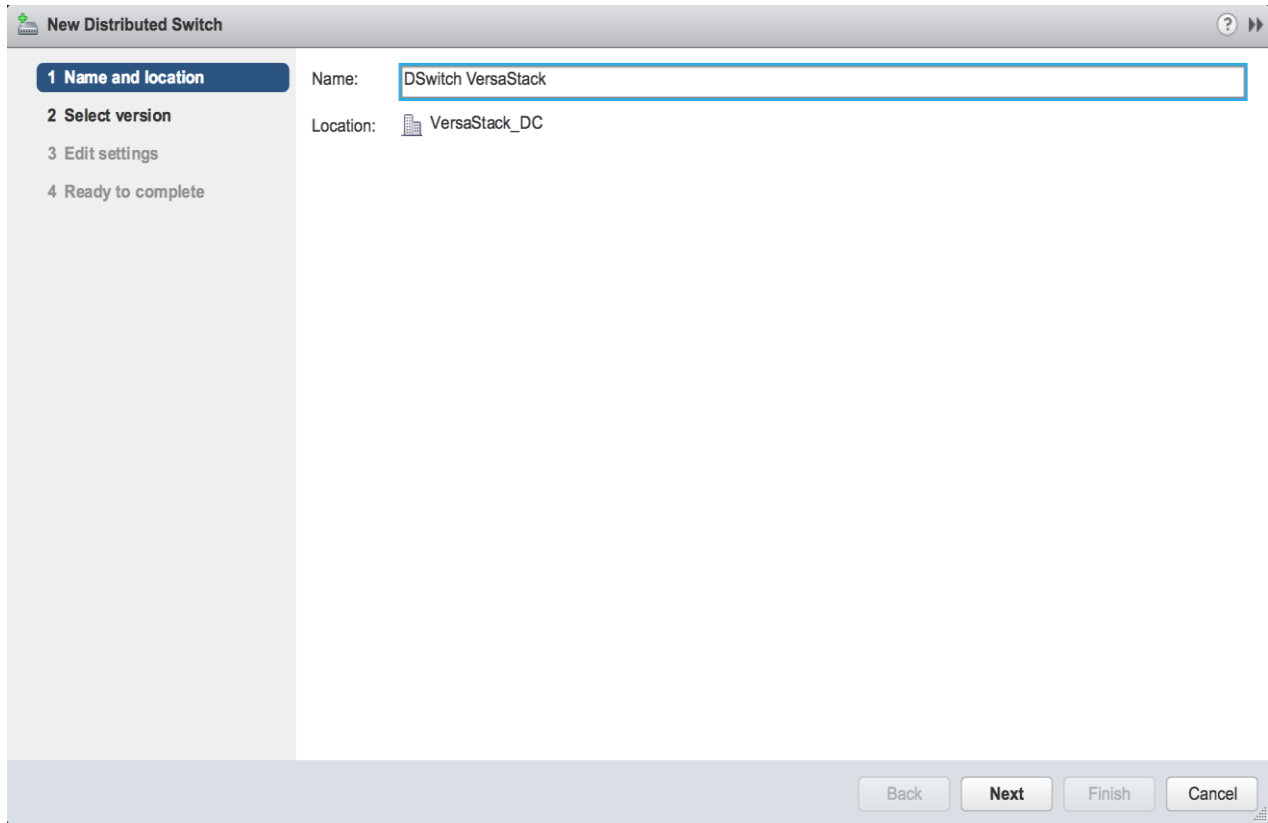 New Distributed Switch
?
1 Name and location
2 Select version
3 Edit settings
4 Ready to complete
Name: DSwitch VersaStack
Location: VersaStack_DC
Back Next Finish Cancel